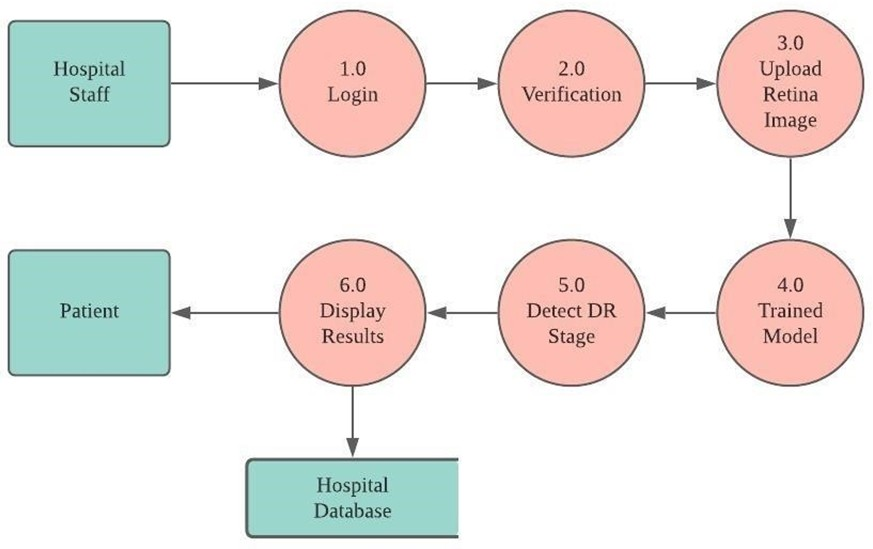 Hospital
Staff
1.0
Login
2.0
Verification
3.0
Upload
Retina
Image
4.0
Trained
Model
5.0
Detect DR
Stage
6.0
Display
Results
Patient
Hospital
Database